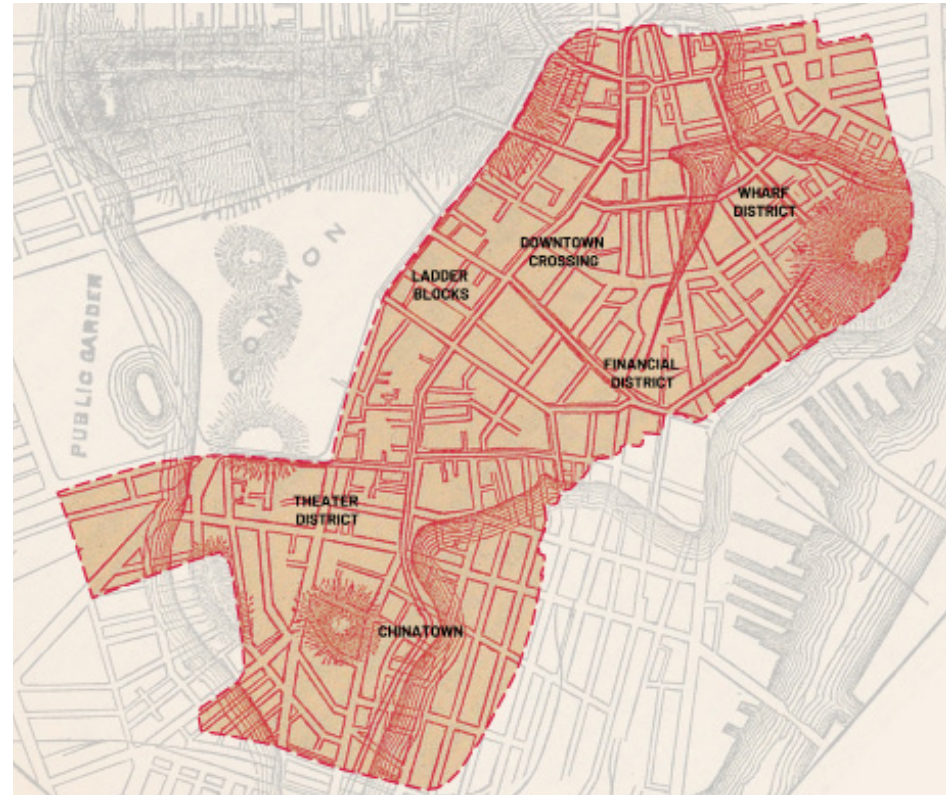 WHARF
DISTRICT
DOWNTOWN
CROSSING
LADDER
BLOCKS
COMMON
PUBLIC GARDEN
FINANCIAL
DISTRICT
THEATER
DISTRICT
CHINATOWN